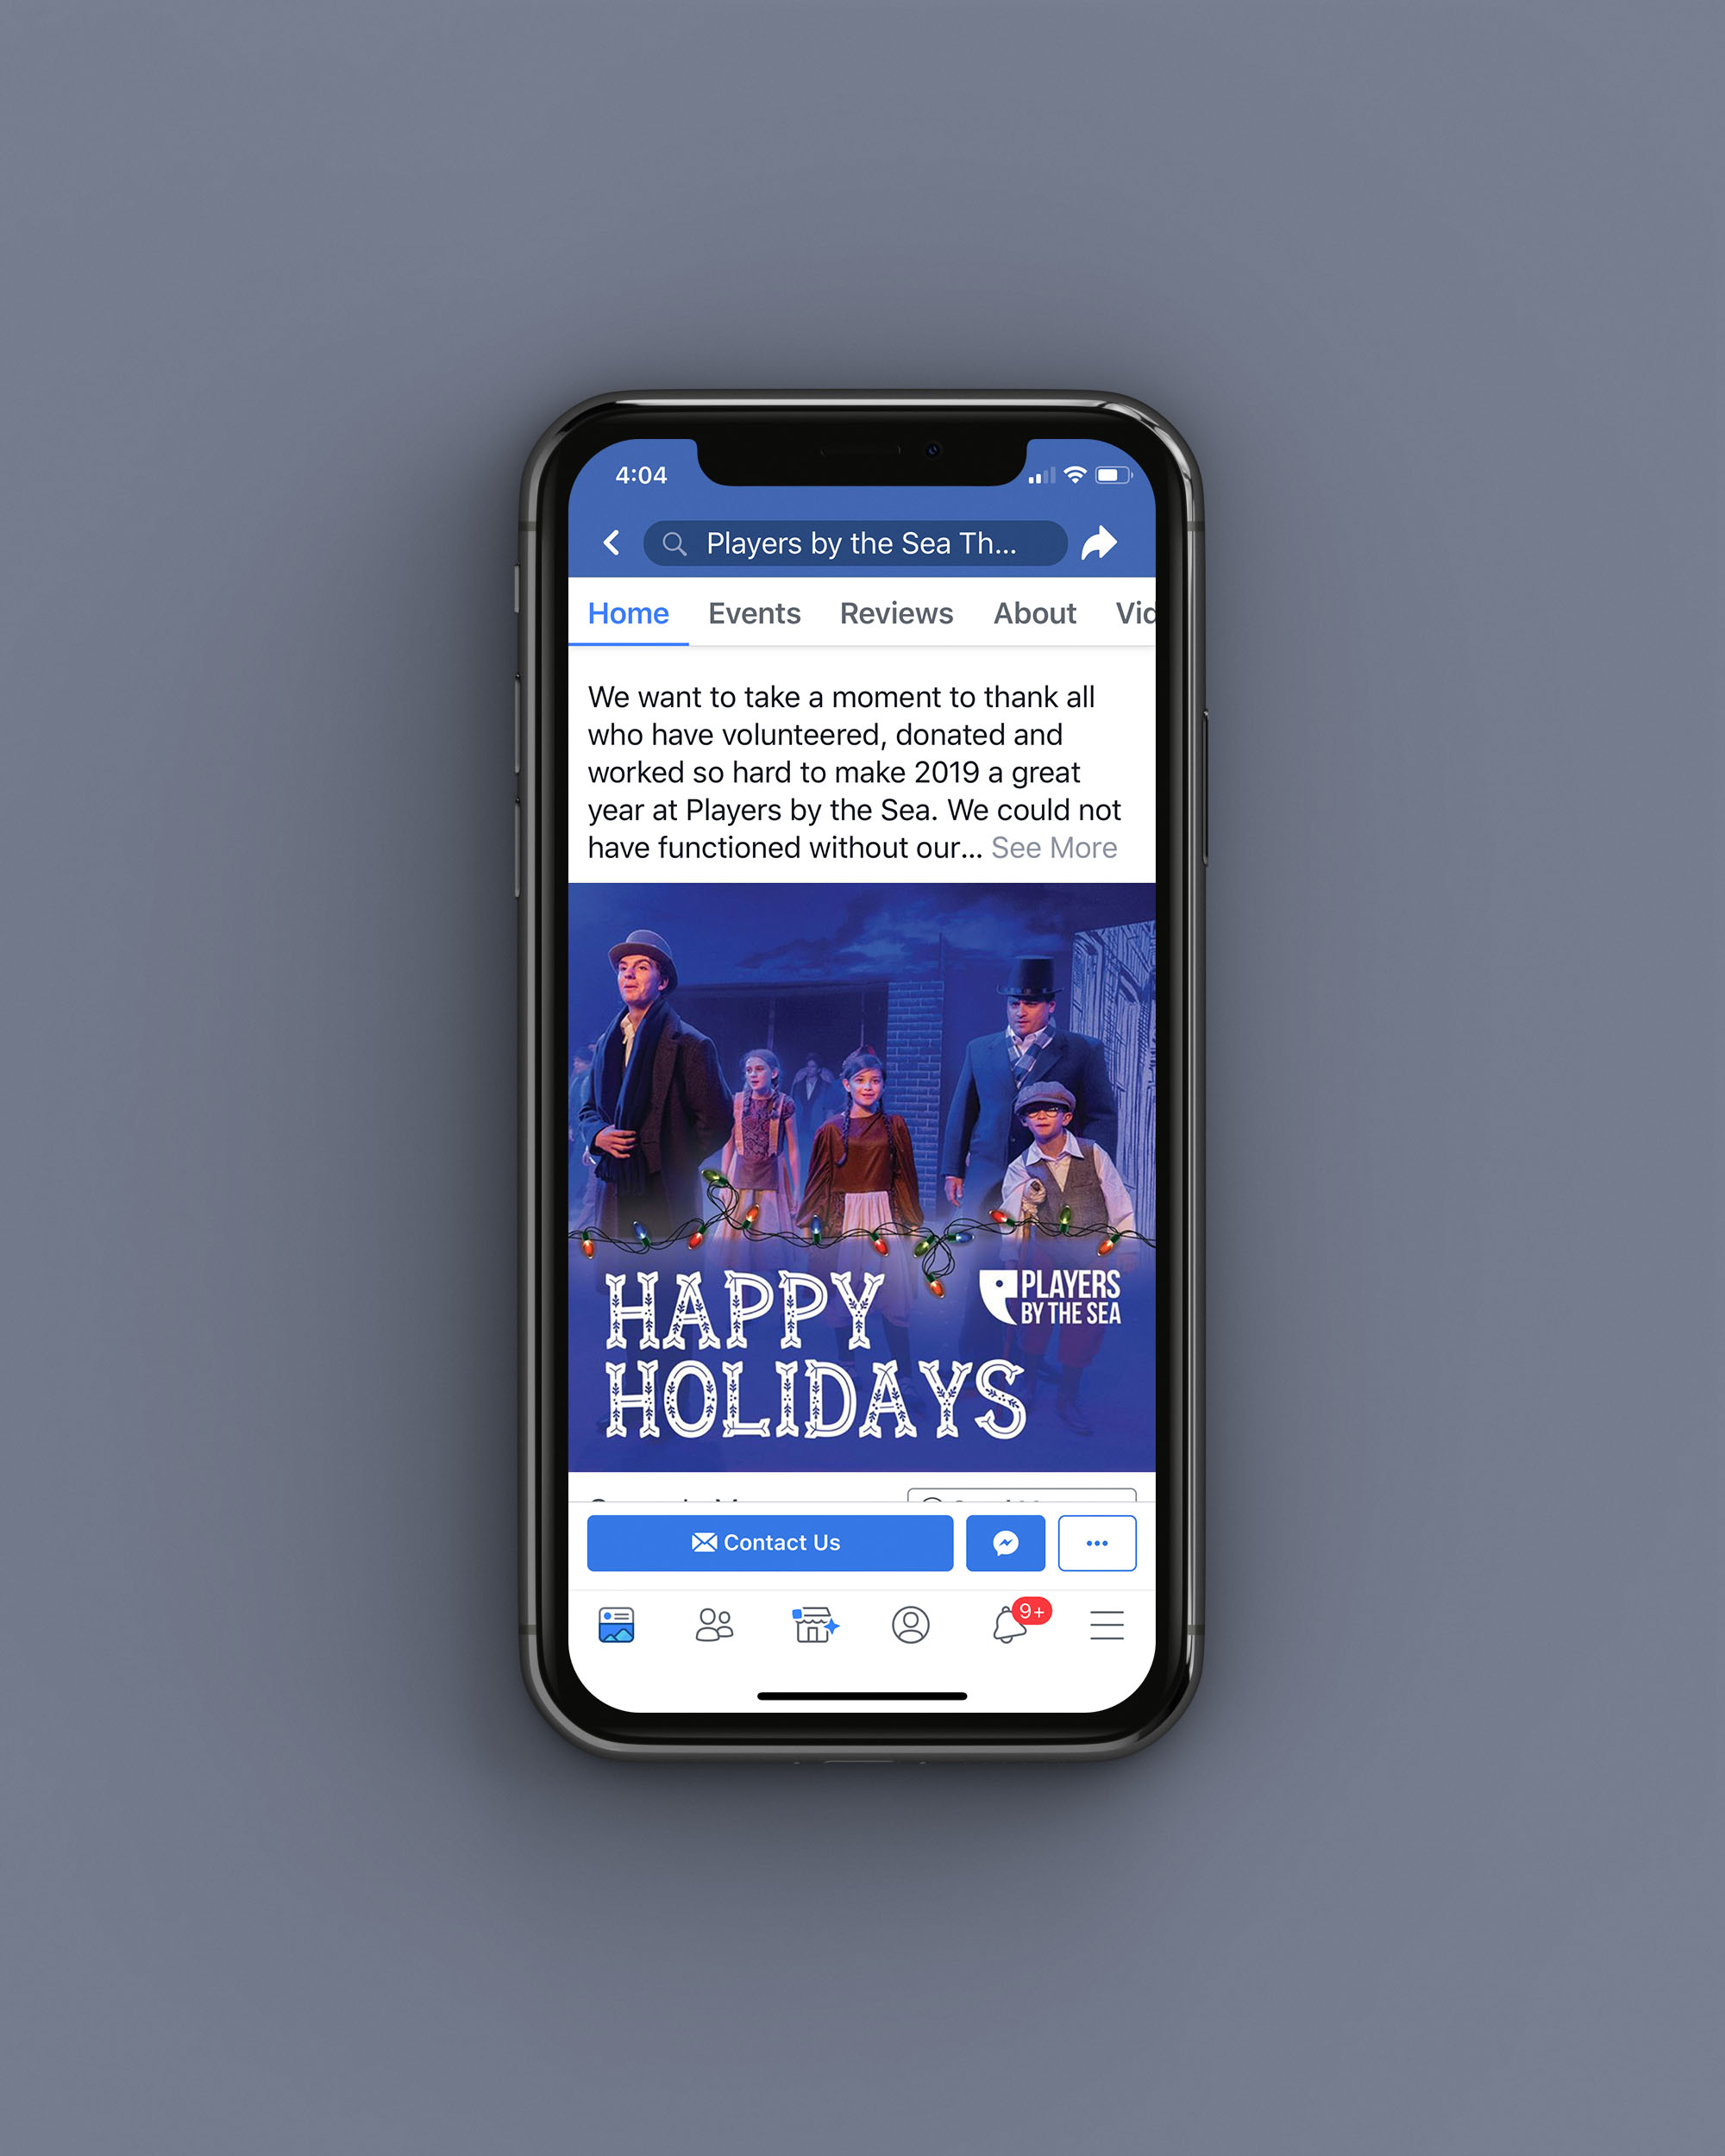 4:04
Players by the Sea Th...
Home Events Reviews About Vid
We want to take a moment to thank all
who have volunteered, donated and
worked so hard to make 2019 a great
year at Players by the Sea. We could not
have functioned without our... See More
HAPPY
HOLIDAYS
PLAYERS
BY THE SEA
Contact Us
9+